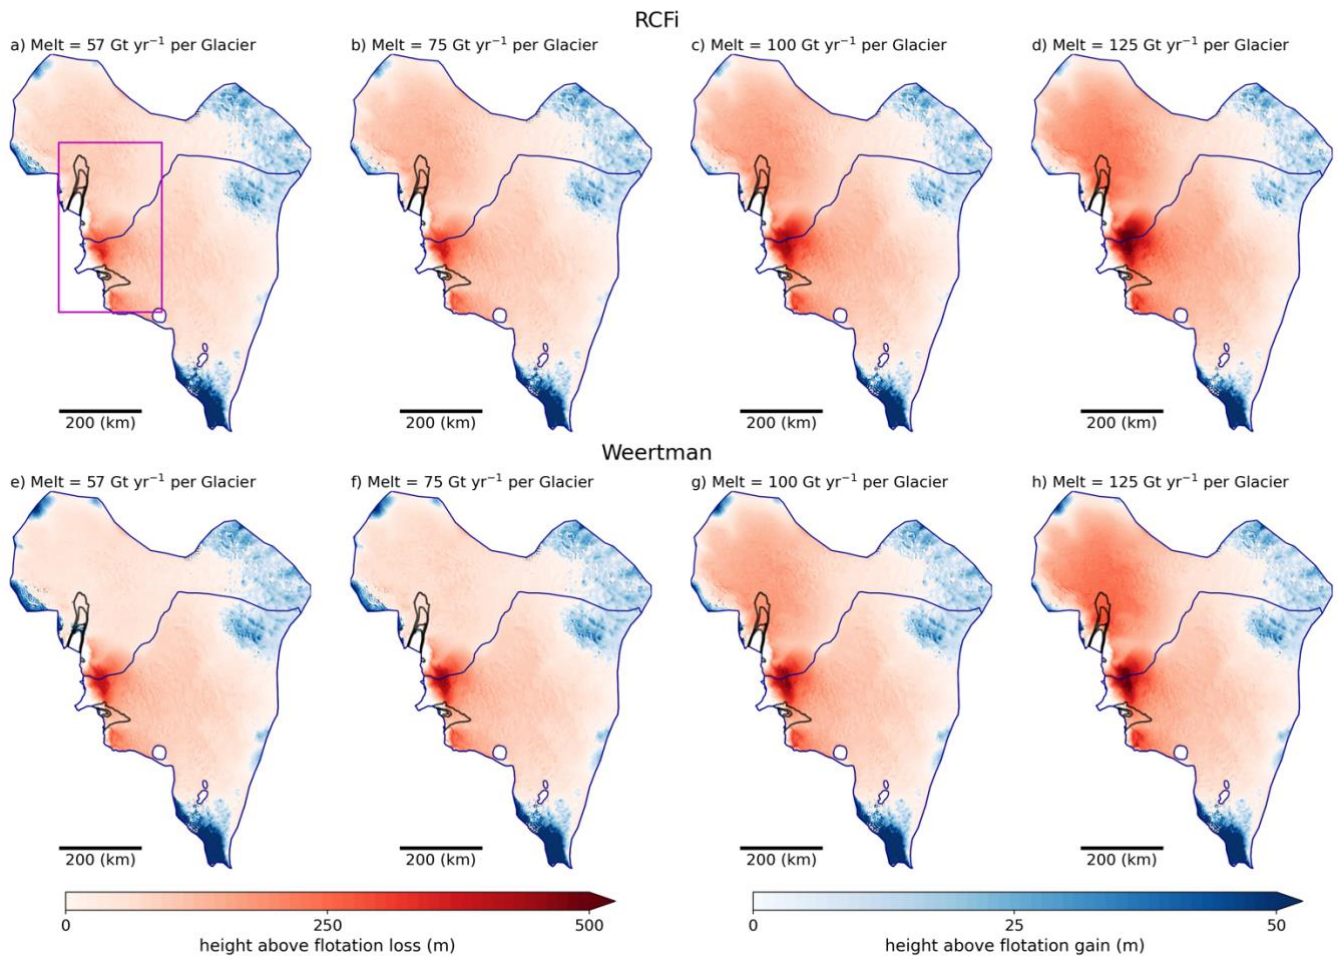 RCFi
a) Melt = 57 Gt yr⁻¹ per Glacier
b) Melt = 75 Gt yr⁻¹ per Glacier
c) Melt = 100 Gt yr⁻¹ per Glacier
d) Melt = 125 Gt yr⁻¹ per Glacier
200 (km)
200 (km)
200 (km)
200 (km)
Weertman
e) Melt = 57 Gt yr⁻¹ per Glacier
f) Melt = 75 Gt yr⁻¹ per Glacier
g) Melt = 100 Gt yr⁻¹ per Glacier
h) Melt = 125 Gt yr⁻¹ per Glacier
200 (km)
200 (km)
200 (km)
200 (km)
0 250 500
height above flotation loss (m)
0 25 50
height above flotation gain (m)